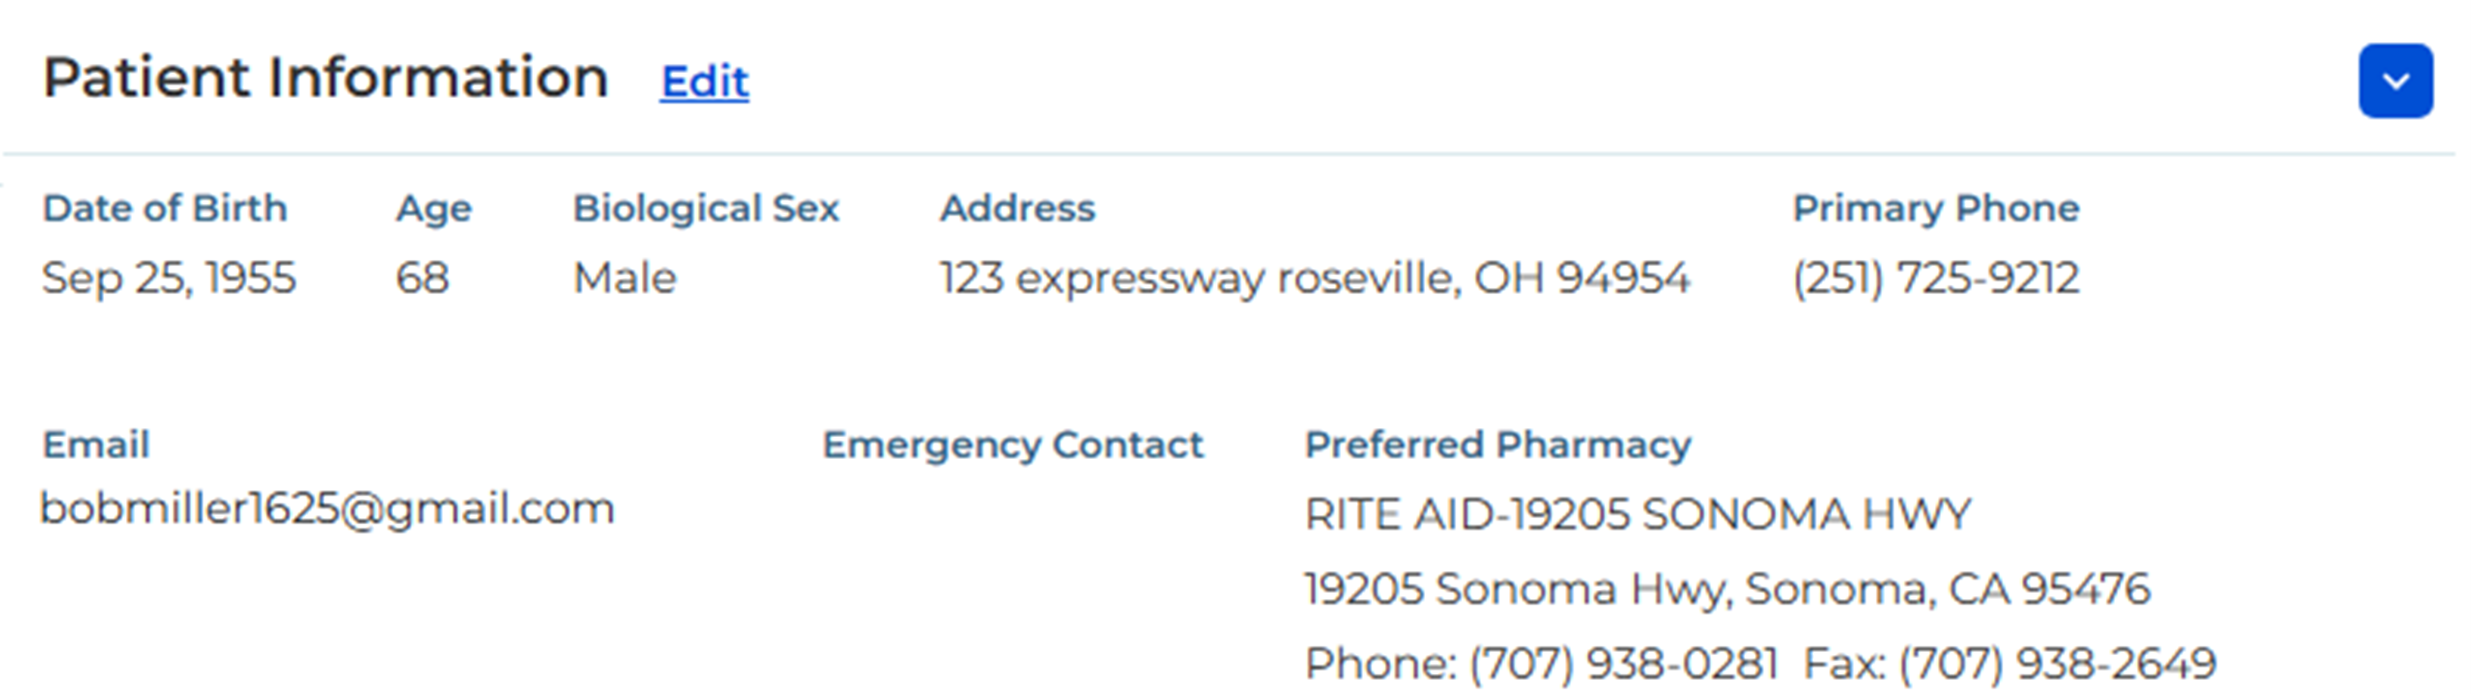 Patient Information Edit
Date of Birth Age Biological Sex Address Primary Phone
Sep 25, 1955 68 Male 123 expressway roseville, OH 94954 (251) 725-9212
Email Emergency Contact Preferred Pharmacy
bobmiller1625@gmail.com RITE AID-19205 SONOMA HWY
19205 Sonoma Hwy, Sonoma, CA 95476
Phone: (707) 938-0281 Fax: (707) 938-2649